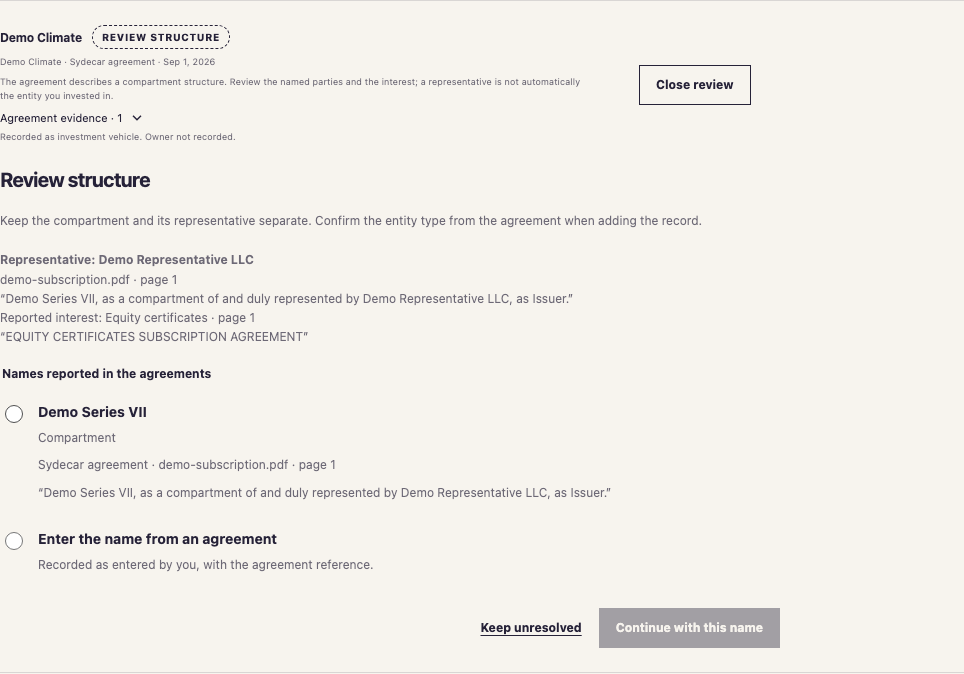 Demo Climate REVIEW STRUCTURE
Demo Climate · Sydecar agreement · Sep 1, 2026
The agreement describes a compartment structure. Review the named parties and the interest; a representative is not automatically
the entity you invested in.
Close review
Agreement evidence · 1
Recorded as investment vehicle. Owner not recorded.
Review structure
Keep the compartment and its representative separate. Confirm the entity type from the agreement when adding the record.
Representative: Demo Representative LLC
demo-subscription.pdf · page 1
“Demo Series VII, as a compartment of and duly represented by Demo Representative LLC, as Issuer.”
Reported interest: Equity certificates · page 1
“EQUITY CERTIFICATES SUBSCRIPTION AGREEMENT”
Names reported in the agreements
Demo Series VII
Compartment
Sydecar agreement · demo-subscription.pdf · page 1
“Demo Series VII, as a compartment of and duly represented by Demo Representative LLC, as Issuer.”
Enter the name from an agreement
Recorded as entered by you, with the agreement reference.
Keep unresolved Continue with this name